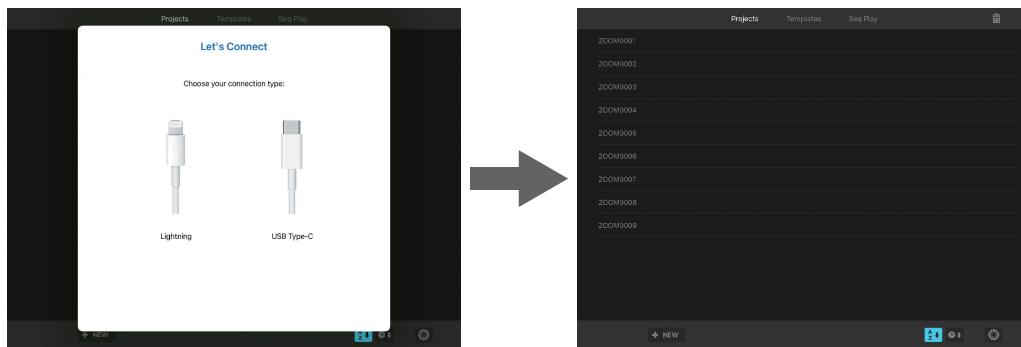 Projects Templates Seq Play
Let's Connect
Choose your connection type:
Lightning USB Type-C
+ NEW
A
Z
Projects Templates Seq Play
ZOOM0001
ZOOM0002
ZOOM0003
ZOOM0004
ZOOM0005
ZOOM0006
ZOOM0007
ZOOM0008
ZOOM0009
+ NEW
A
Z